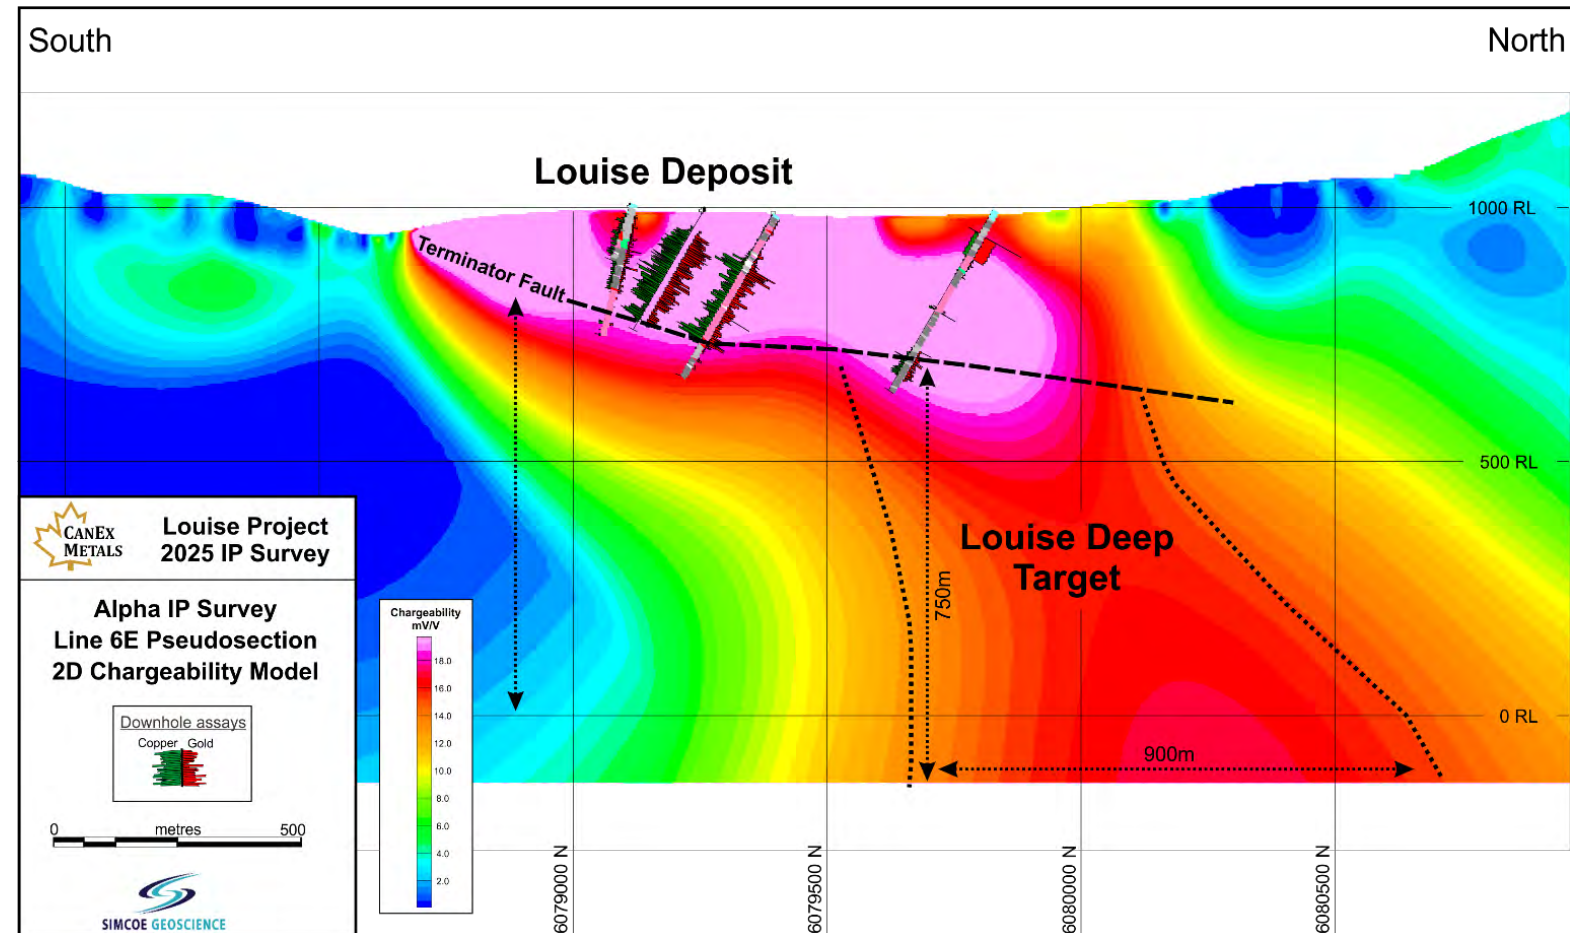 South
North
Louise Deposit
1000 RL
Terminator Fault
500 RL
CANEX
METALS
Louise Project
2025 IP Survey
Louise Deep
Target
750m
Alpha IP Survey
Line 6E Pseudosection
2D Chargeability Model
Chargeability
mV/V
18.0
16.0
14.0
12.0
10.0
8.0
6.0
4.0
2.0
Downhole assays
Copper Gold
0 RL
900m
0 metres 500
SIMCOE GEOSCIENCE
6079000 N
6079500 N
6080000 N
6080500 N